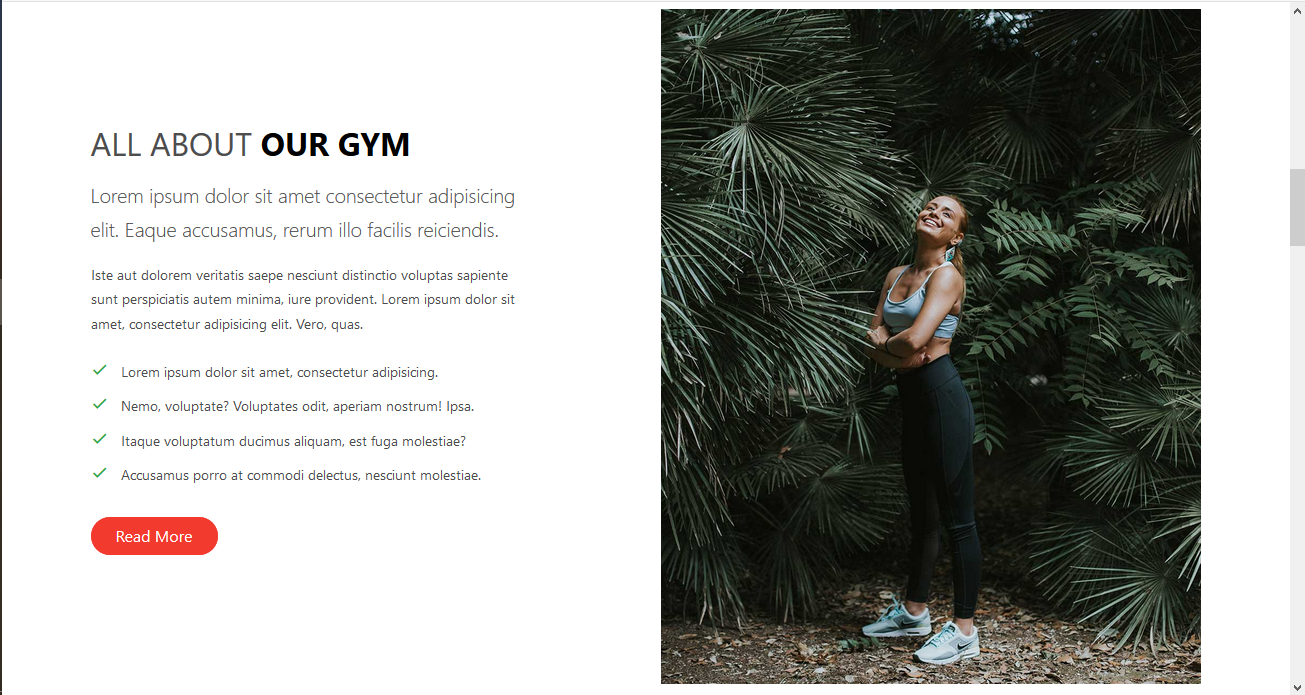 ALL ABOUT OUR GYM
Lorem ipsum dolor sit amet consectetur adipisicing
elit. Eaque accusamus, rerum illo facilis reiciendis.
Iste aut dolorem veritatis saepe nesciunt distinctio voluptas sapiente
sunt perspiciatis autem minima, iure provident. Lorem ipsum dolor sit
amet, consectetur adipisicing elit. Vero, quas.
Lorem ipsum dolor sit amet, consectetur adipisicing.
Nemo, voluptate? Voluptates odit, aperiam nostrum! Ipsa.
Itaque voluptatum ducimus aliquam, est fuga molestiae?
Accusamus porro at commodi delectus, nesciunt molestiae.
Read More